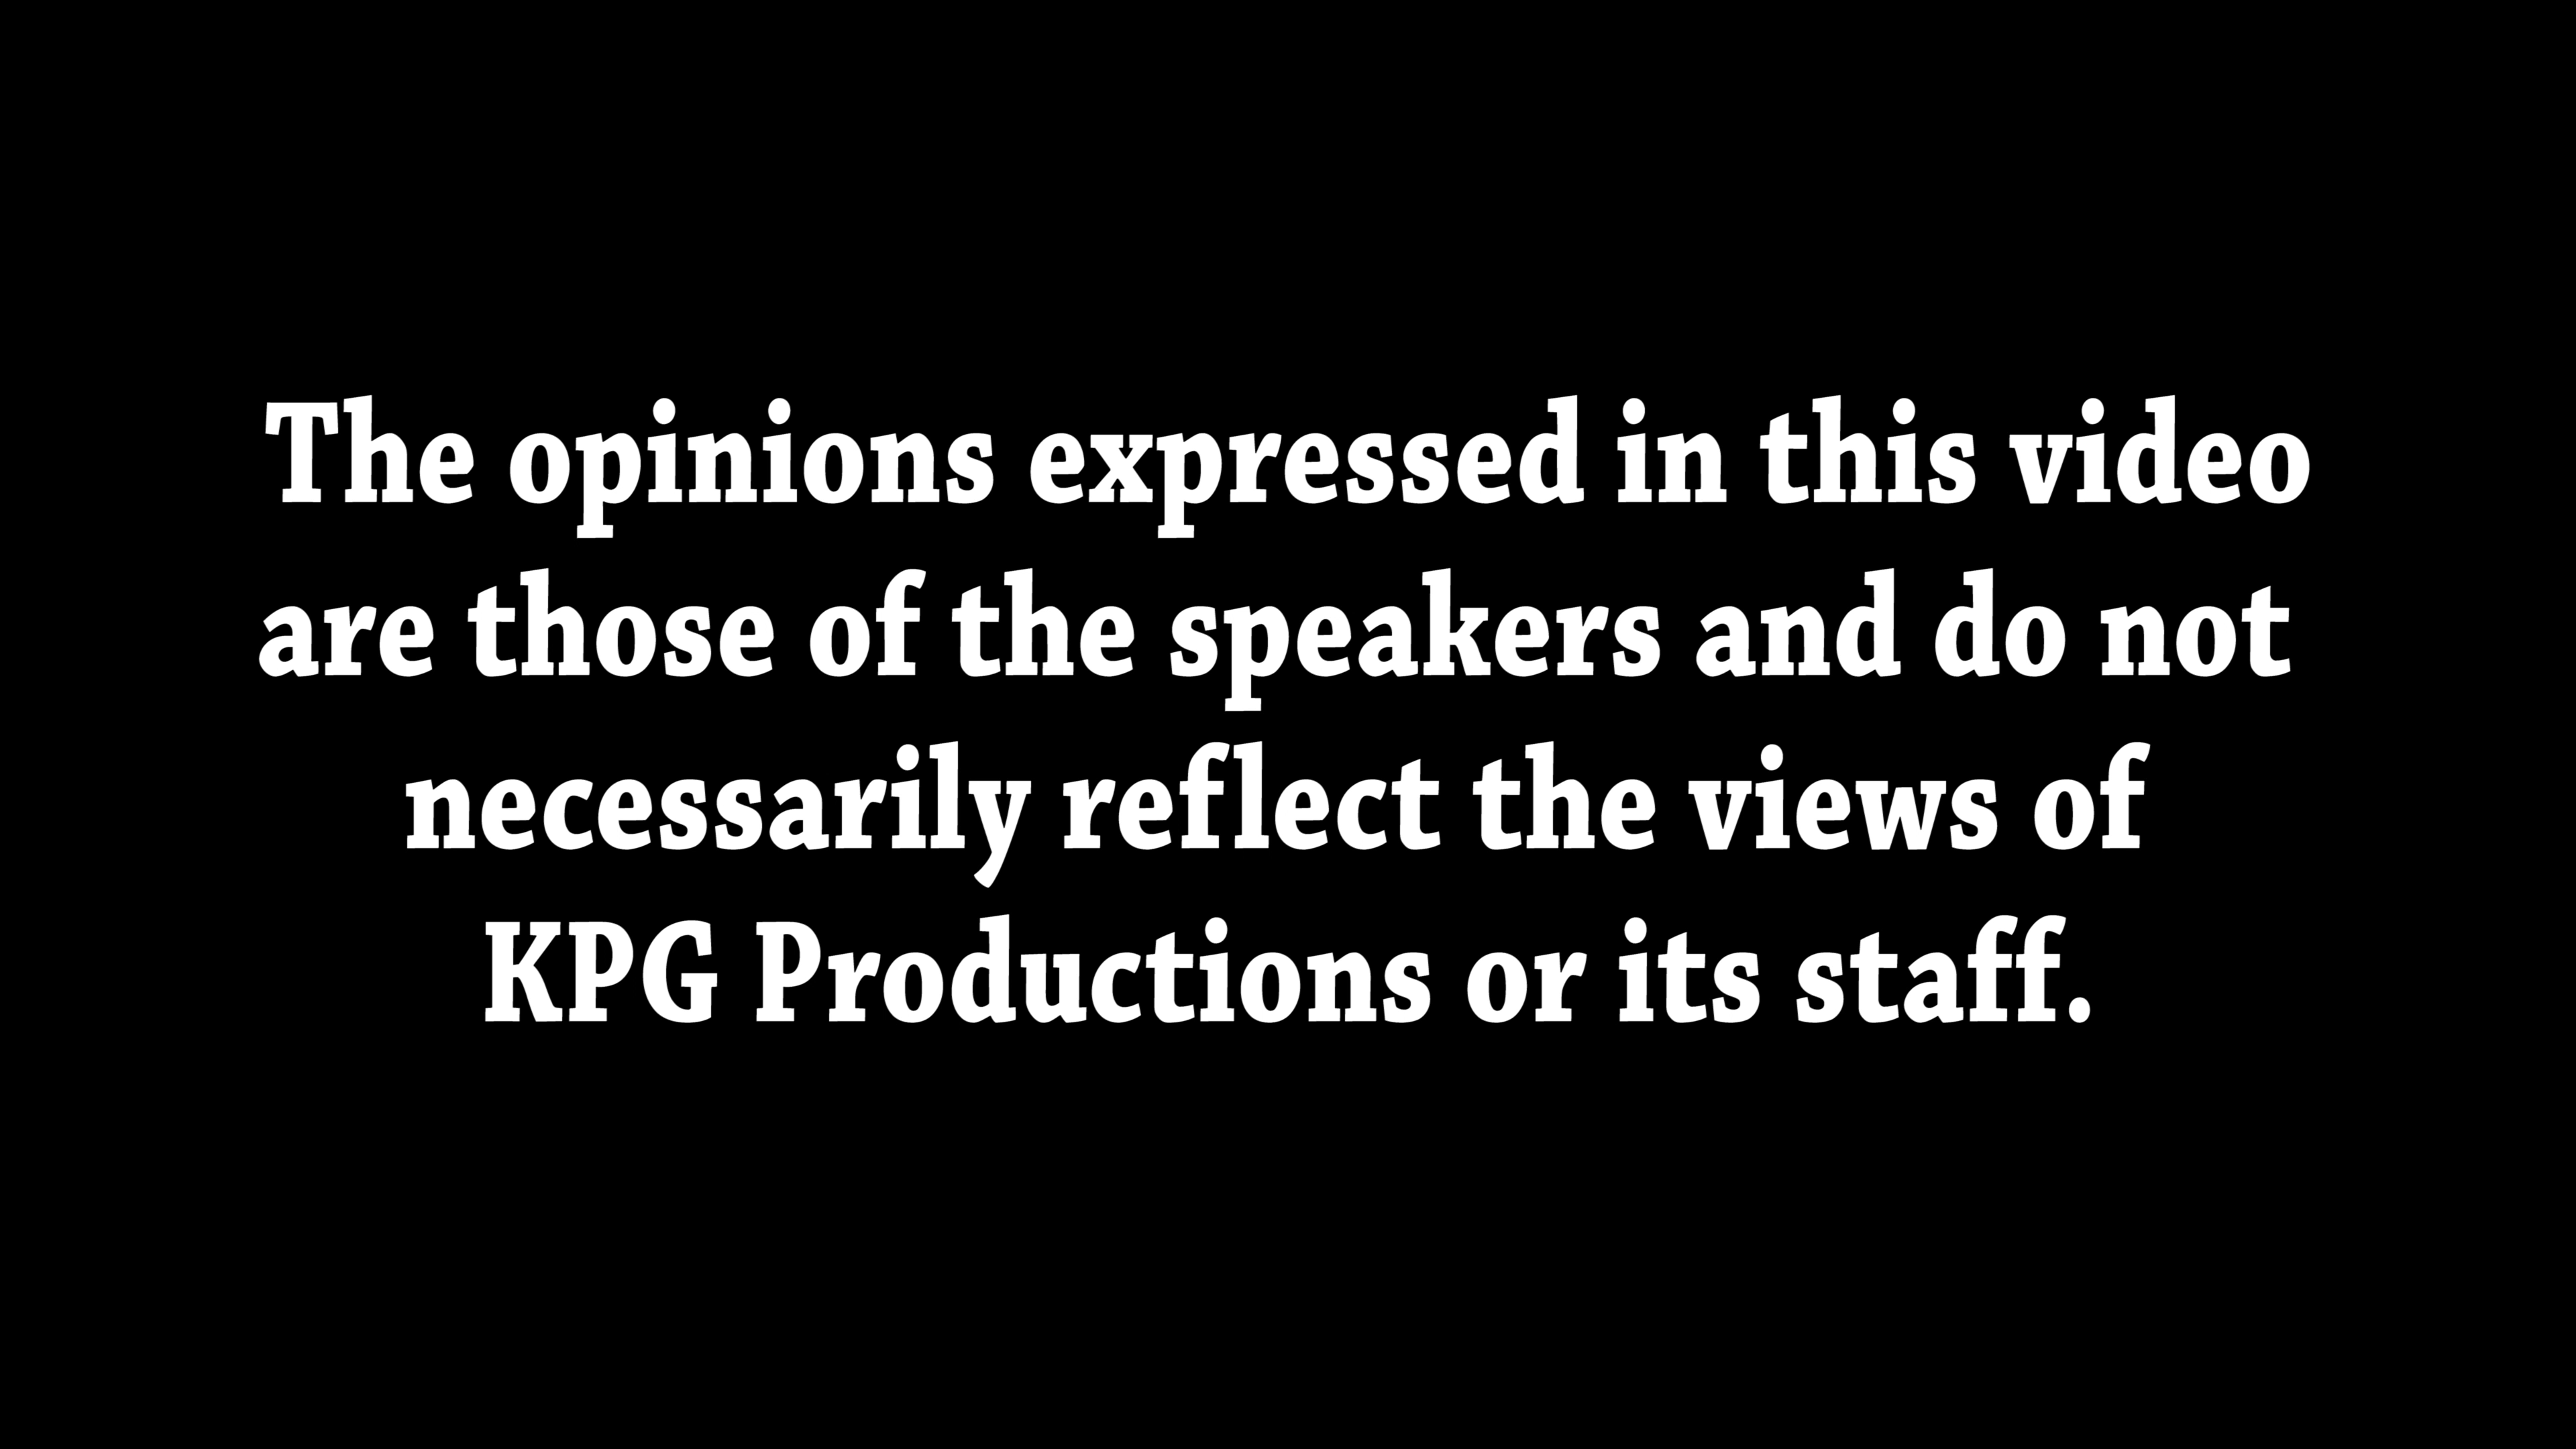 The opinions expressed in this video
are those of the speakers and do not
necessarily reflect the views of
KPG Productions or its staff.